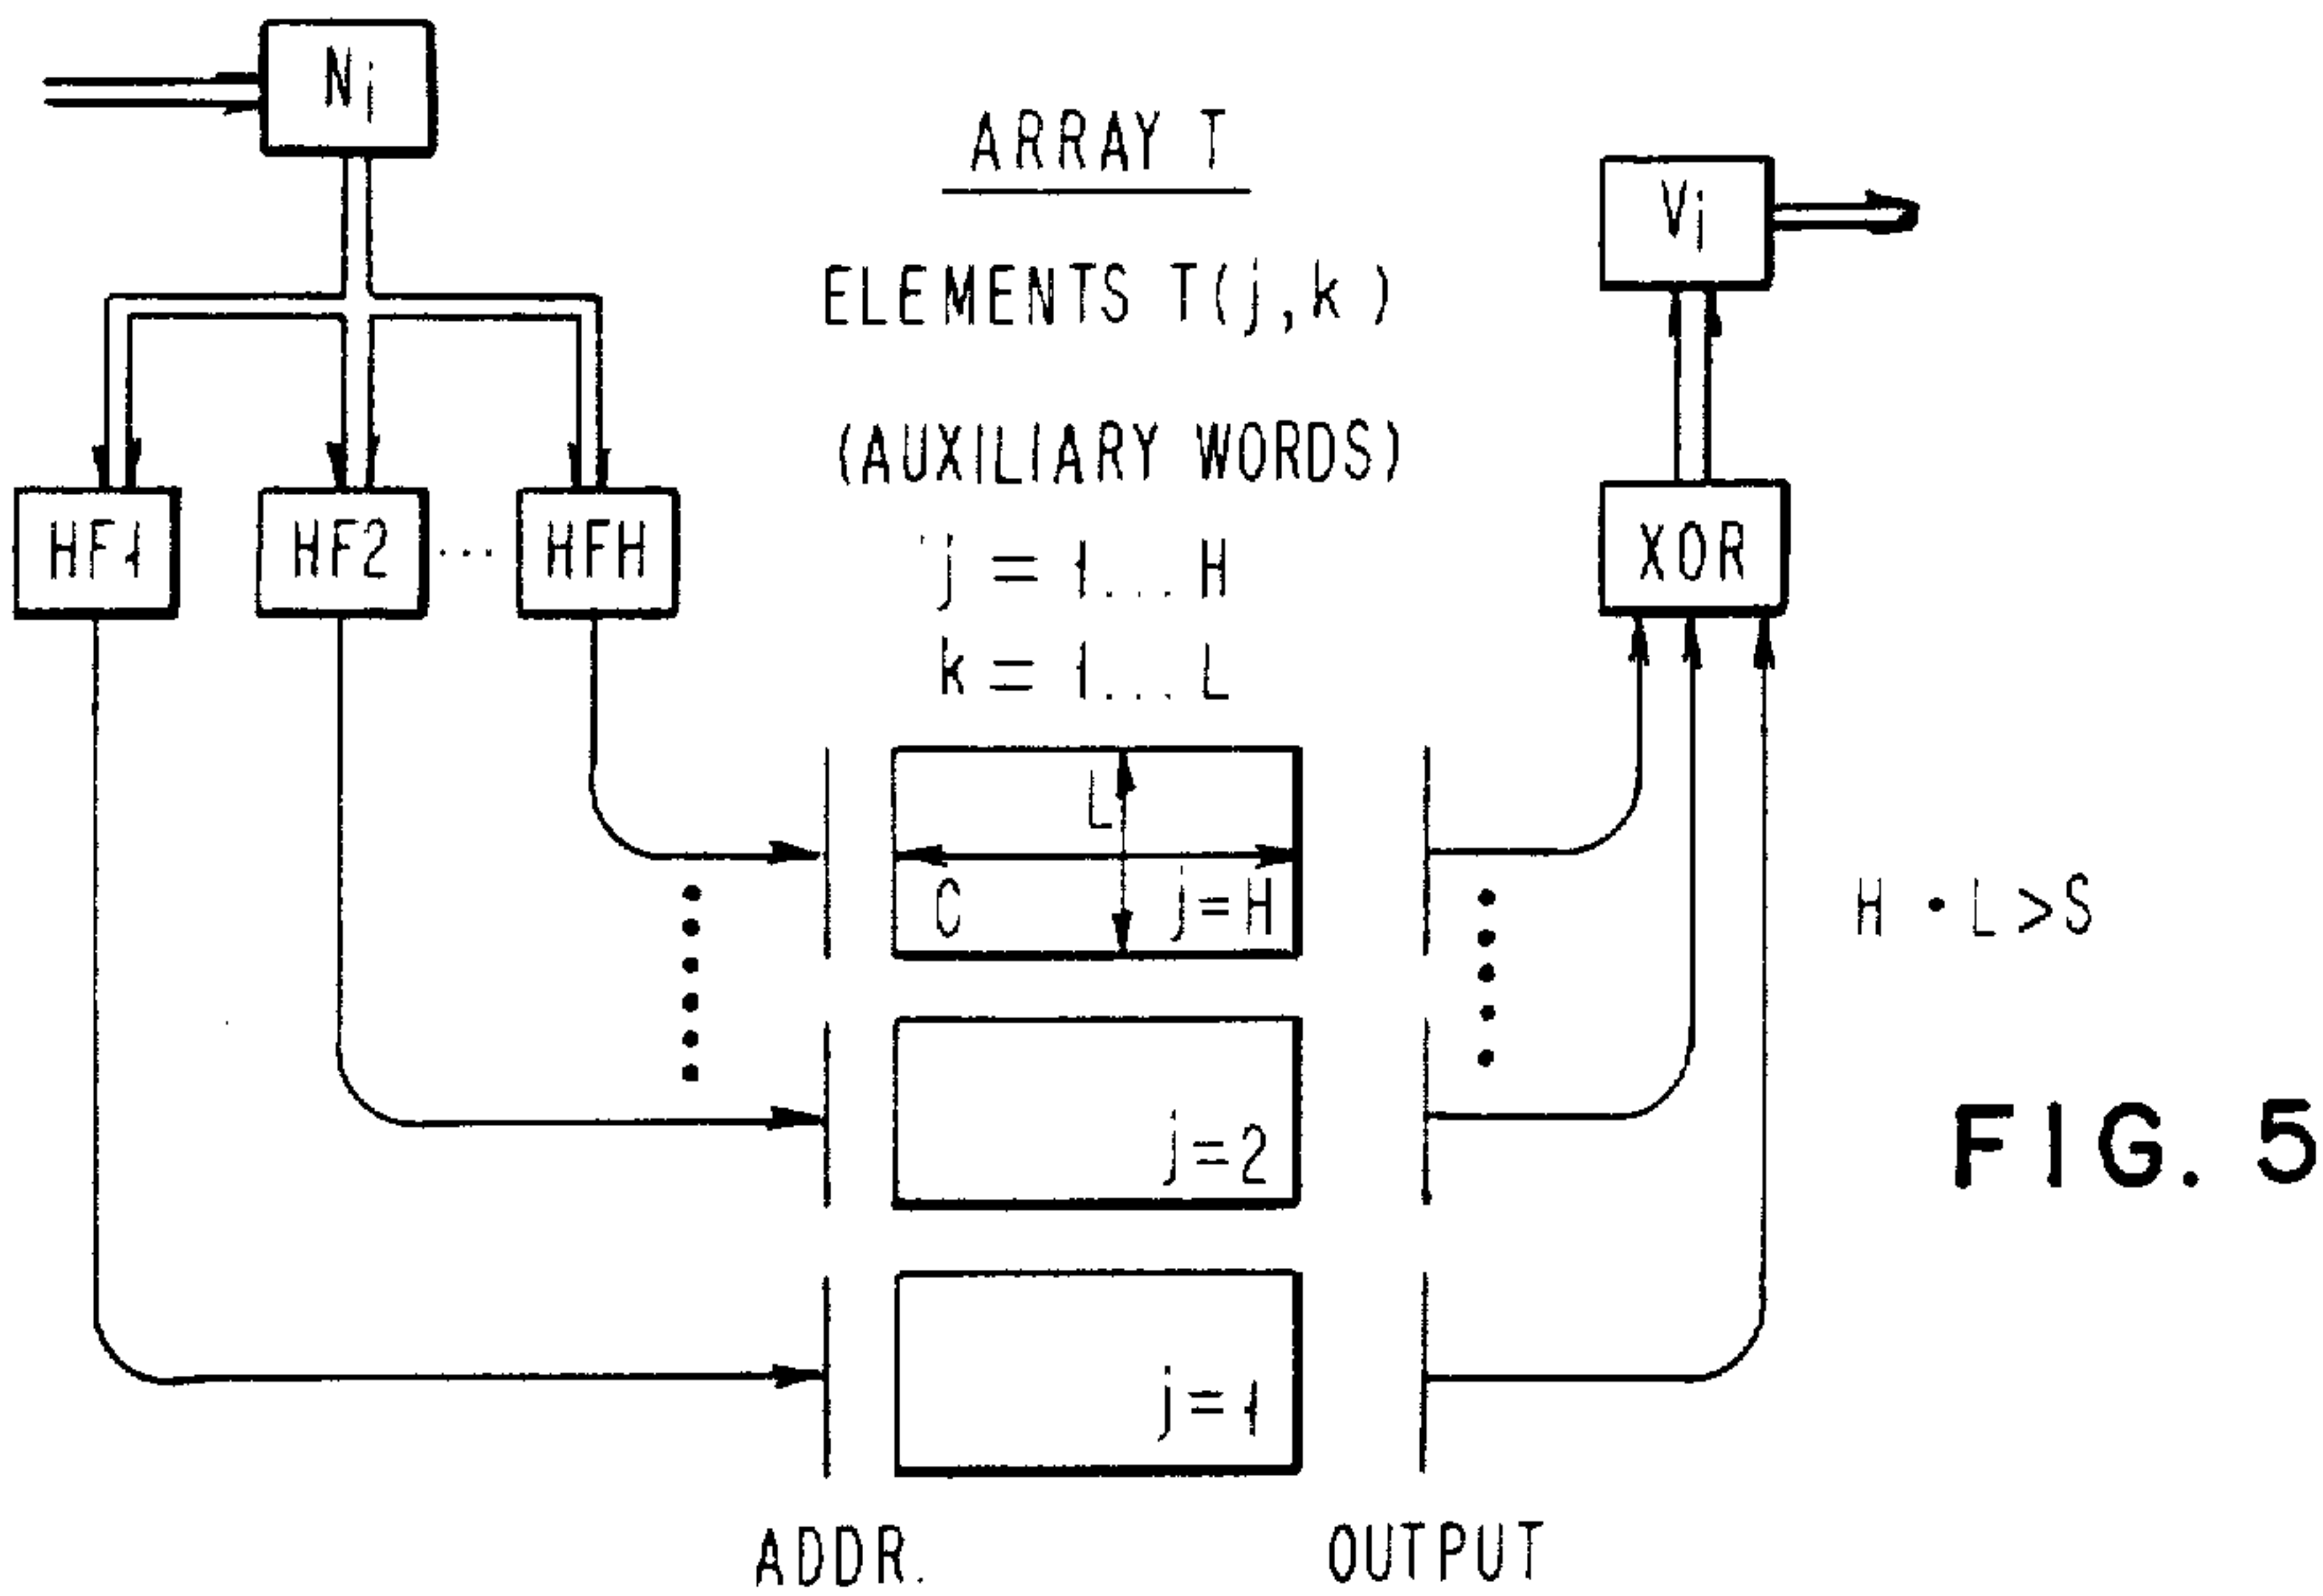 Ni
ARRAY T
ELEMENTS T(j,k)
(AUXILIARY WORDS)
j = 1... H
k = 1... L
Vi
HF1
HF2
...
HFH
XOR
L
C
j=H
H · L>S
j=2
j=1
ADDR.
OUTPUT
FIG. 5